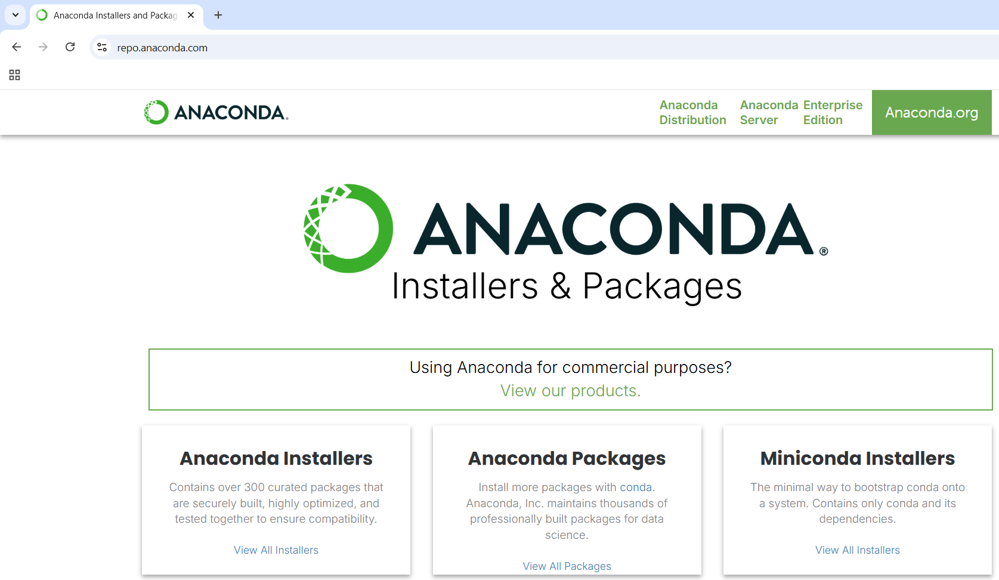 Anaconda Installers and Packag
repo.anaconda.com
ANACONDA.
Anaconda Distribution
Anaconda Server
Enterprise Edition
Anaconda.org
ANACONDA.®
Installers & Packages
Using Anaconda for commercial purposes?
View our products.
Anaconda Installers
Contains over 300 curated packages that
are securely built, highly optimized, and
tested together to ensure compatibility.
View All Installers
Anaconda Packages
Install more packages with conda.
Anaconda, Inc. maintains thousands of
professionally built packages for data
science.
View All Packages
Miniconda Installers
The minimal way to bootstrap conda onto
a system. Contains only conda and its
dependencies.
View All Installers